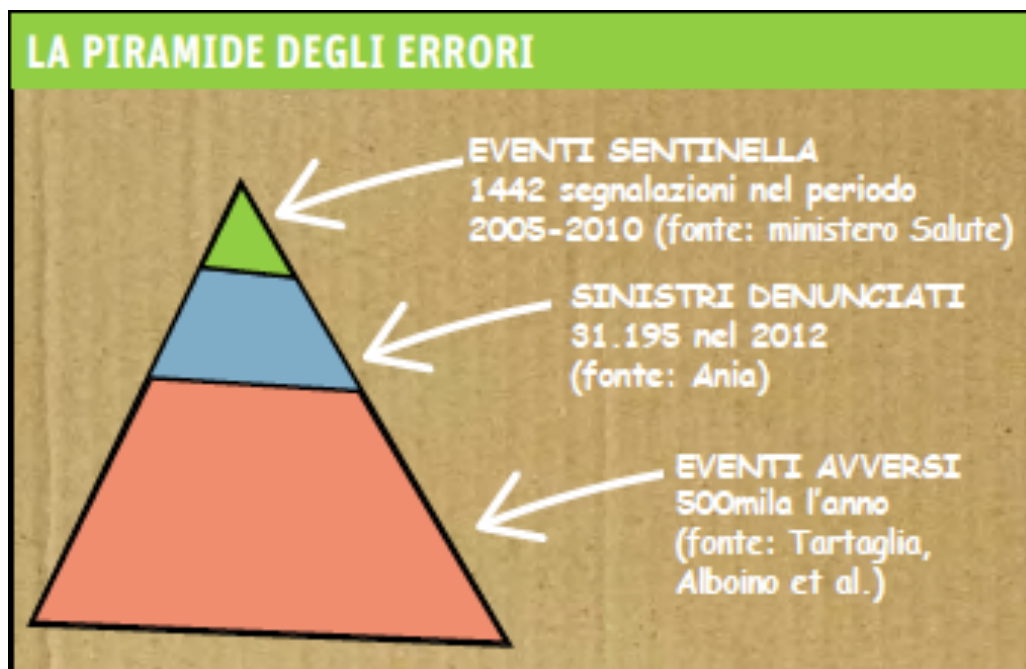 LA PIRAMIDE DEGLI ERRORI
EVENTI SENTINELLA
1442 segnalazioni nel periodo
2005-2010 (fonte: ministero Salute)
SINISTRI DENUNCIATI
31.195 nel 2012
(fonte: Ania)
EVENTI AVVERSI
500mila l'anno
(fonte: Tartaglia,
Alboino et al.)